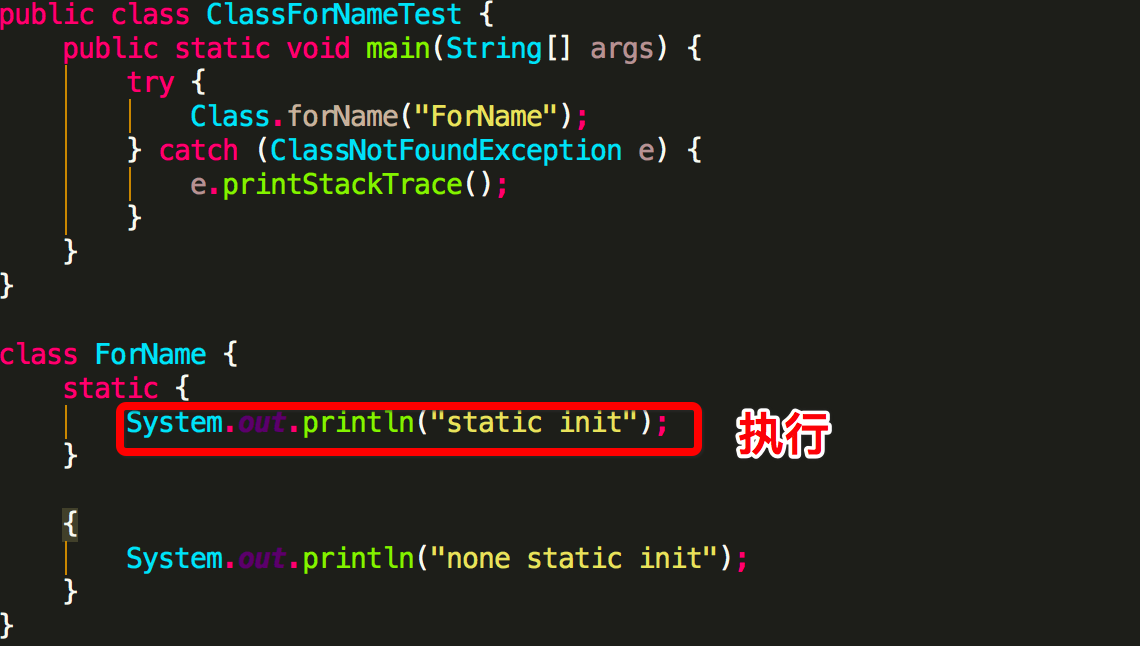 public class ClassForNameTest {
    public static void main(String[] args) {
        try {
            Class.forName("ForName");
        } catch (ClassNotFoundException e) {
            e.printStackTrace();
        }
    }
}
class ForName {
    static {
        System.out.println("static init"); 执行
    }
    {
        System.out.println("none static init");
    }
}